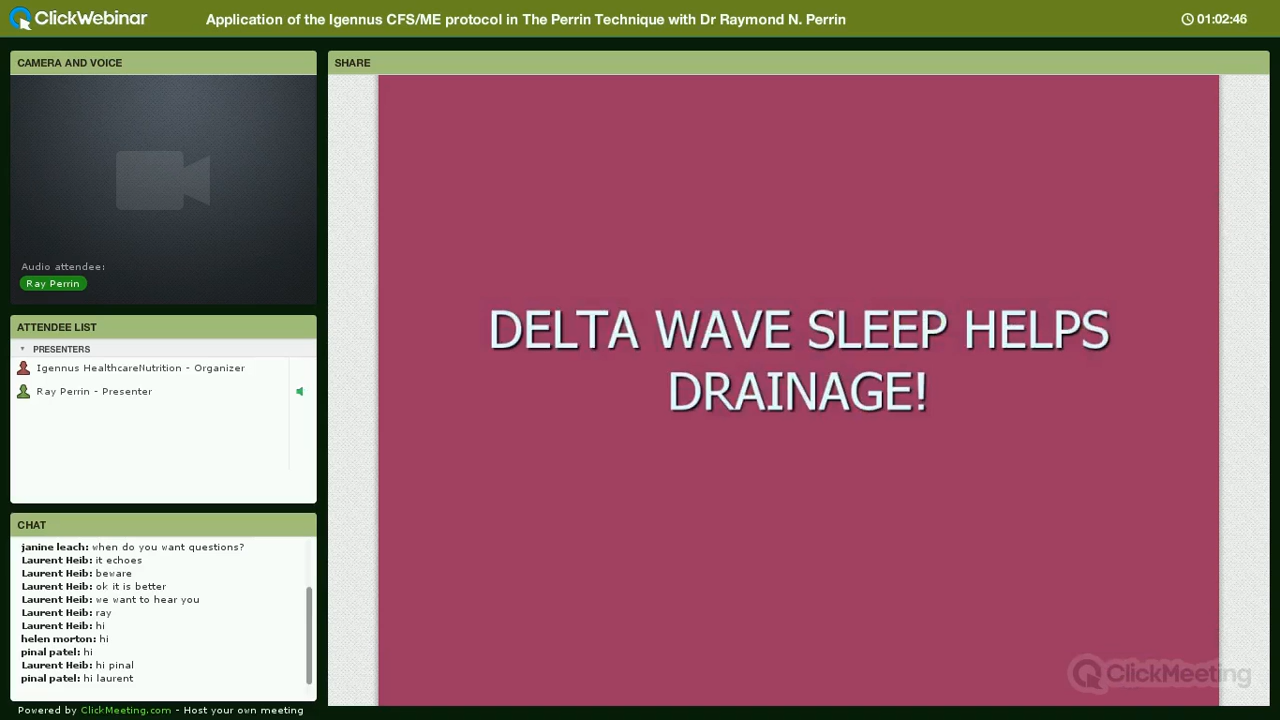 ClickWebinar
Application of the Igennus CFS/ME protocol in The Perrin Technique with Dr Raymond N. Perrin
01:02:46
CAMERA AND VOICE
Audio attendee:
Ray Perrin
ATTENDEE LIST
PRESENTERS
Igennus HealthcareNutrition - Organizer
Ray Perrin - Presenter
CHAT
janine leach: when do you want questions?
Laurent Heib: it echoes
Laurent Heib: beware
Laurent Heib: ok it is better
Laurent Heib: we want to hear you
Laurent Heib: ray
Laurent Heib: hi
helen morton: hi
pinal patel: hi
Laurent Heib: hi pinal
pinal patel: hi laurent
Powered by ClickMeeting.com - Host your own meeting
SHARE
DELTA WAVE SLEEP HELPS
DRAINAGE!
ClickMeeting